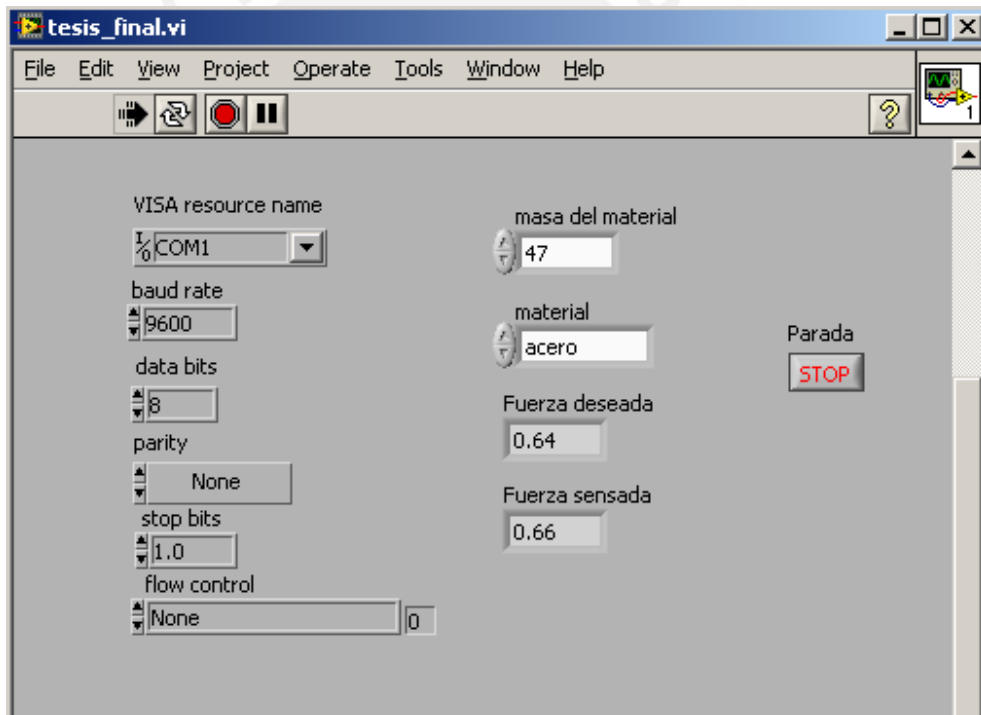 tesis_final.vi
File Edit View Project Operate Tools Window Help
1
VISA resource name
COM1
baud rate
9600
data bits
8
parity
None
stop bits
1.0
flow control
None 0
masa del material
47
material
acero
Fuerza deseada
0.64
Fuerza sensada
0.66
Parada
STOP